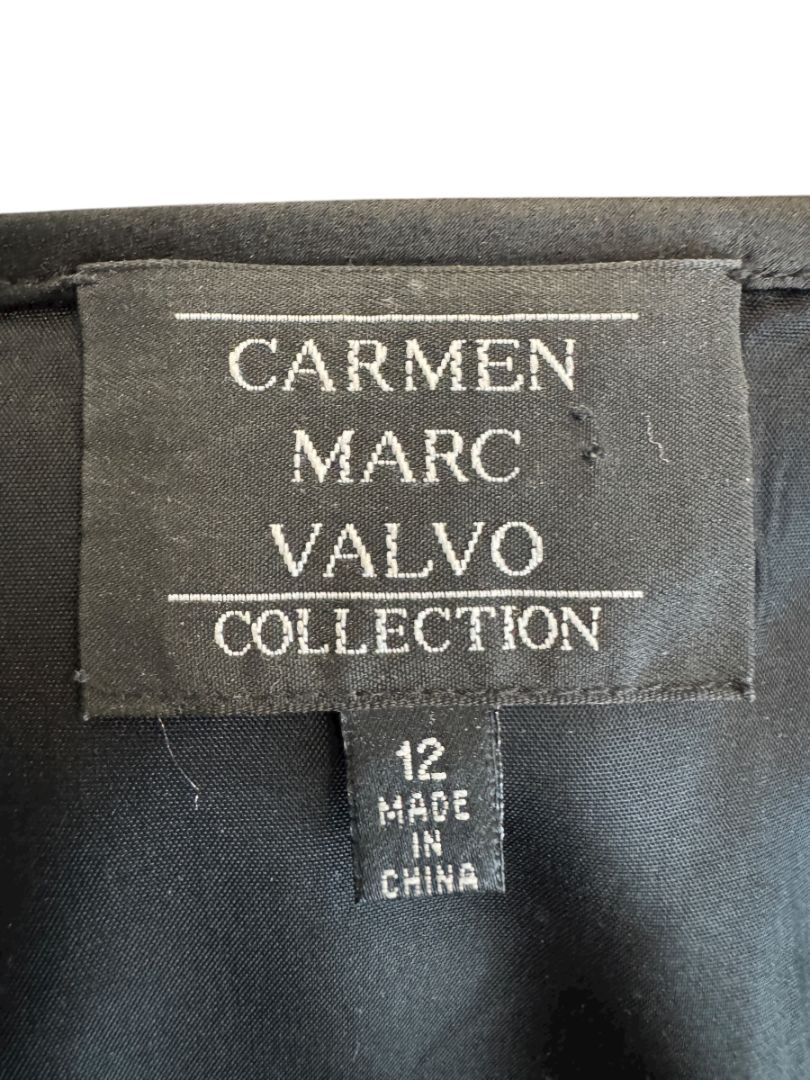 CARMEN
MARC
VALVO
COLLECTION
12
MADE
IN
CHINA